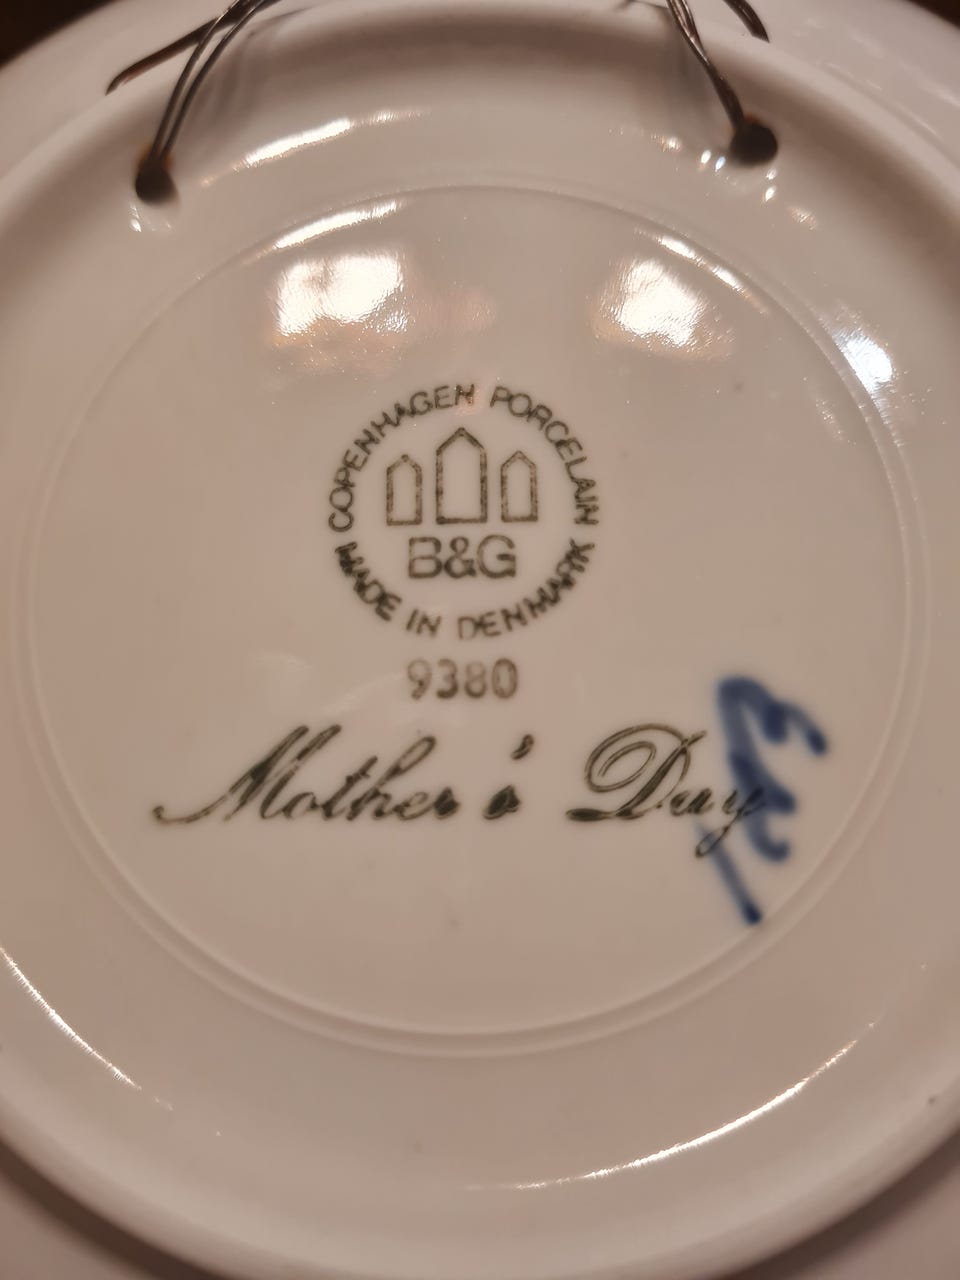 COPENHAGEN PORCELAIN
B&G
MADE IN DENMARK
9380
Mother's Day